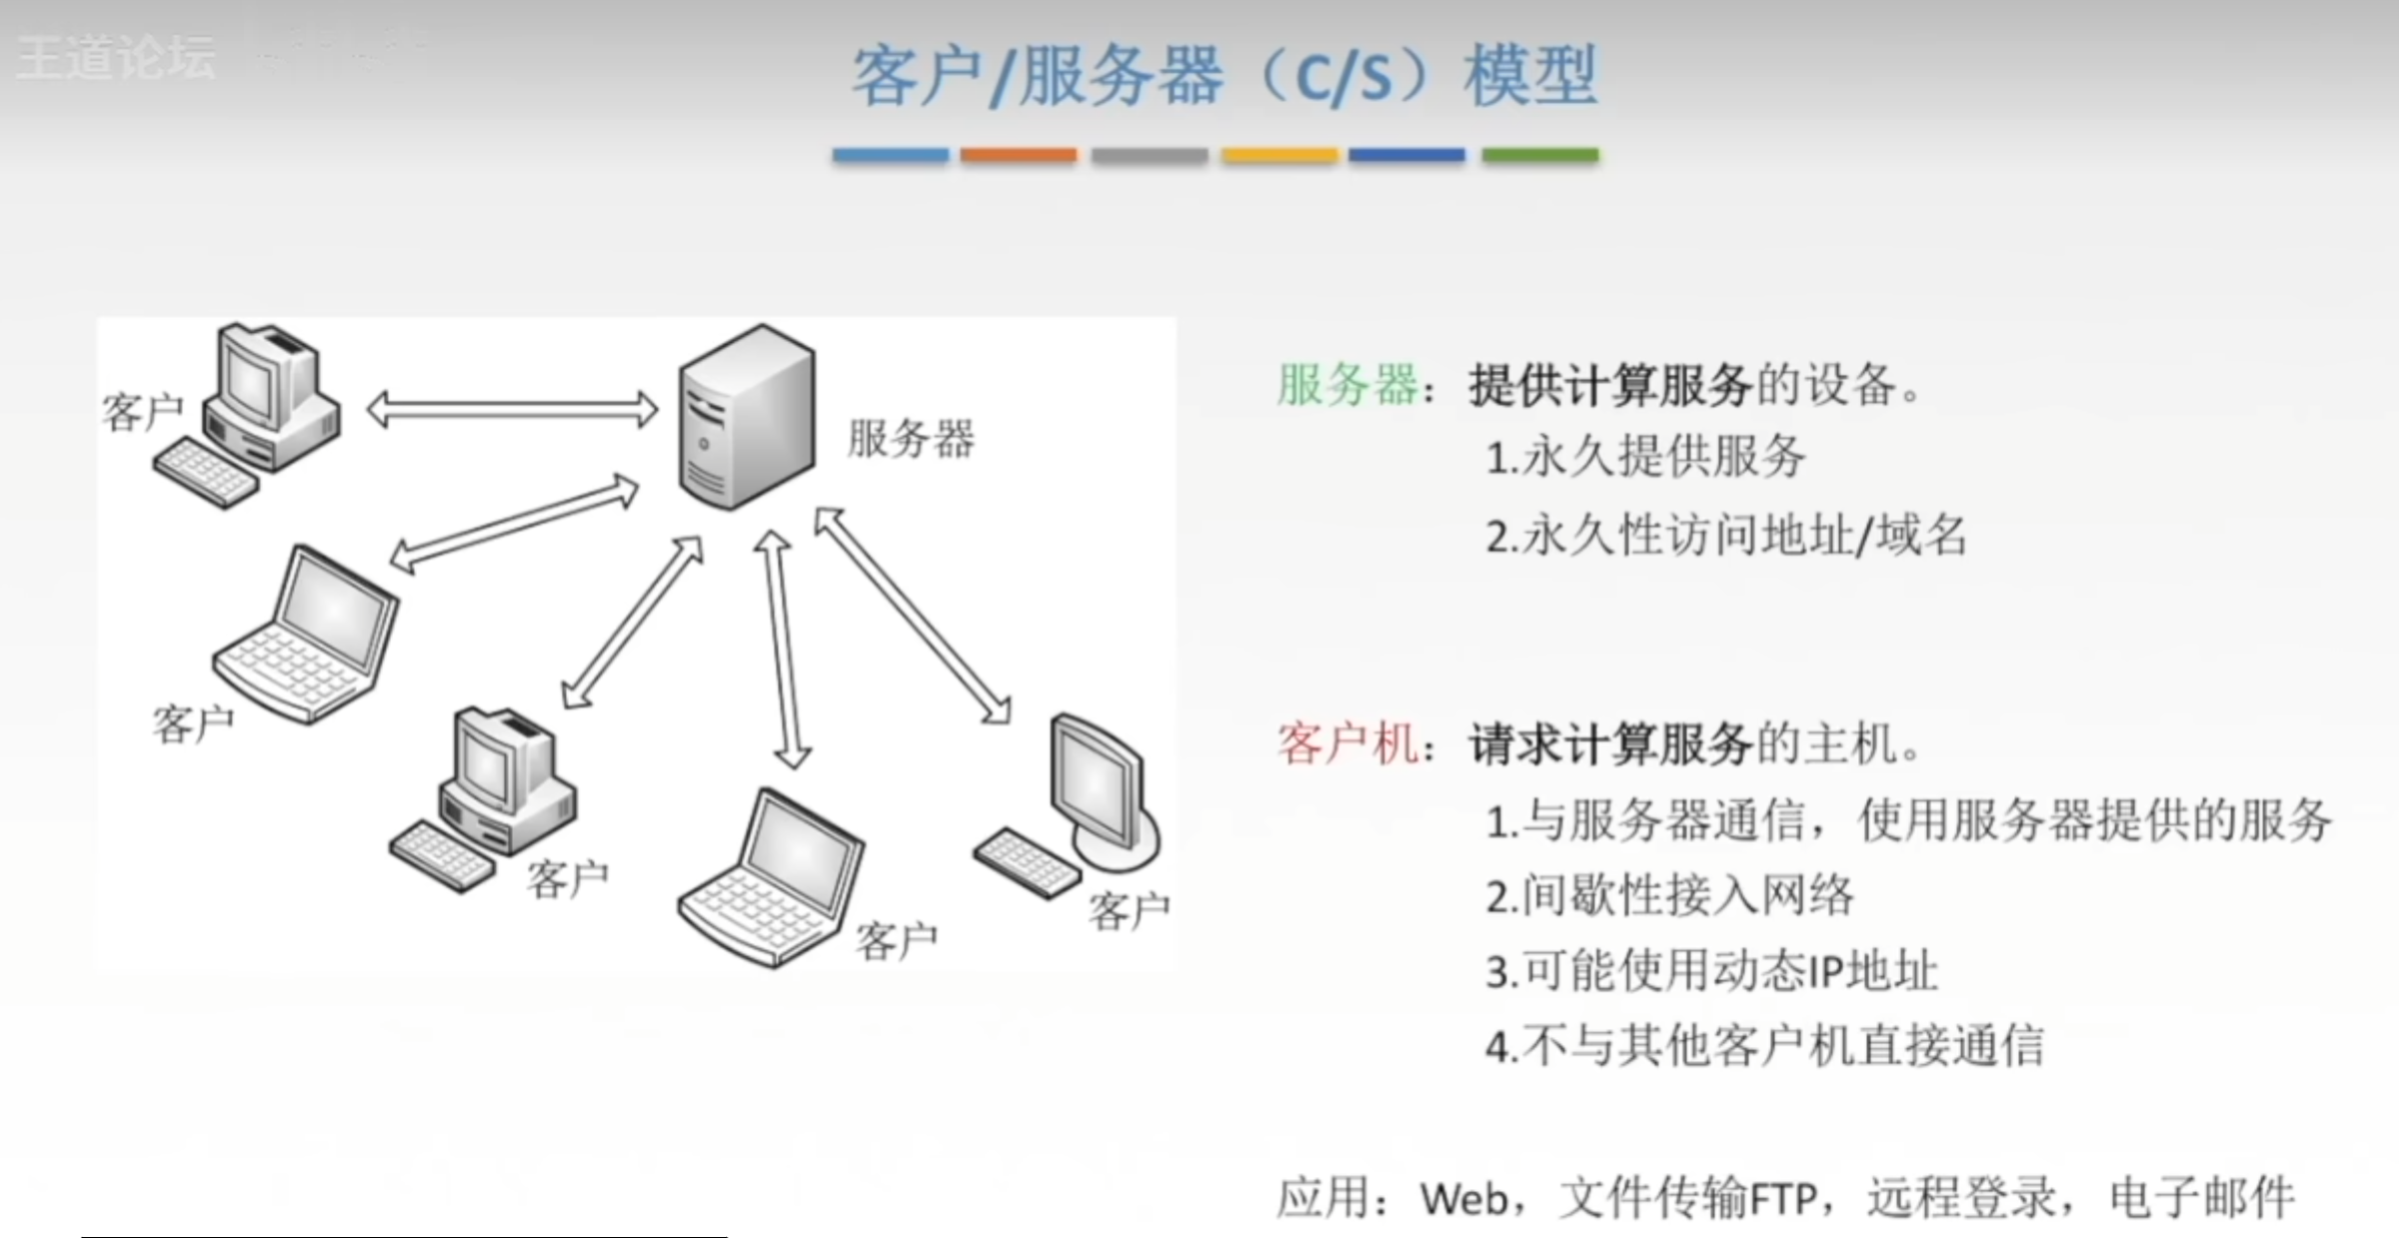 王道论坛
客户/服务器（C/S）模型
客户
服务器
客户
客户
客户
客户
服务器：提供计算服务的设备。
1.永久提供服务
2.永久性访问地址/域名
客户机：请求计算服务的主机。
1.与服务器通信，使用服务器提供的服务
2.间歇性接入网络
3.可能使用动态IP地址
4.不与其他客户机直接通信
应用：Web，文件传输FTP，远程登录，电子邮件